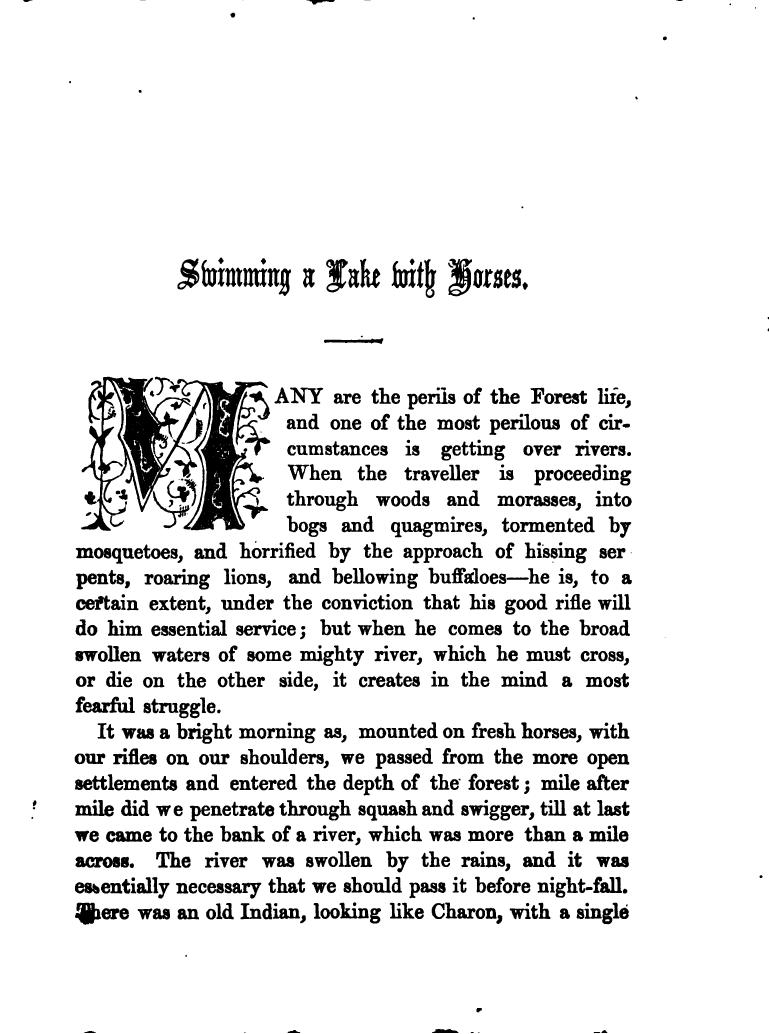 Swimming a Lake with Horses.
MANY are the perils of the Forest life,
and one of the most perilous of cir-
cumstances is getting over rivers.
When the traveller is proceeding
through woods and morasses, into
bogs and quagmires, tormented by
mosquetoes, and horrified by the approach of hissing ser
pents, roaring lions, and bellowing buffaloes—he is, to a
certain extent, under the conviction that his good rifle will
do him essential service; but when he comes to the broad
swollen waters of some mighty river, which he must cross,
or die on the other side, it creates in the mind a most
fearful struggle.
It was a bright morning as, mounted on fresh horses, with
our rifles on our shoulders, we passed from the more open
settlements and entered the depth of the forest; mile after
mile did we penetrate through squash and swigger, till at last
we came to the bank of a river, which was more than a mile
across. The river was swollen by the rains, and it was
essentially necessary that we should pass it before night-fall.
There was an old Indian, looking like Charon, with a single